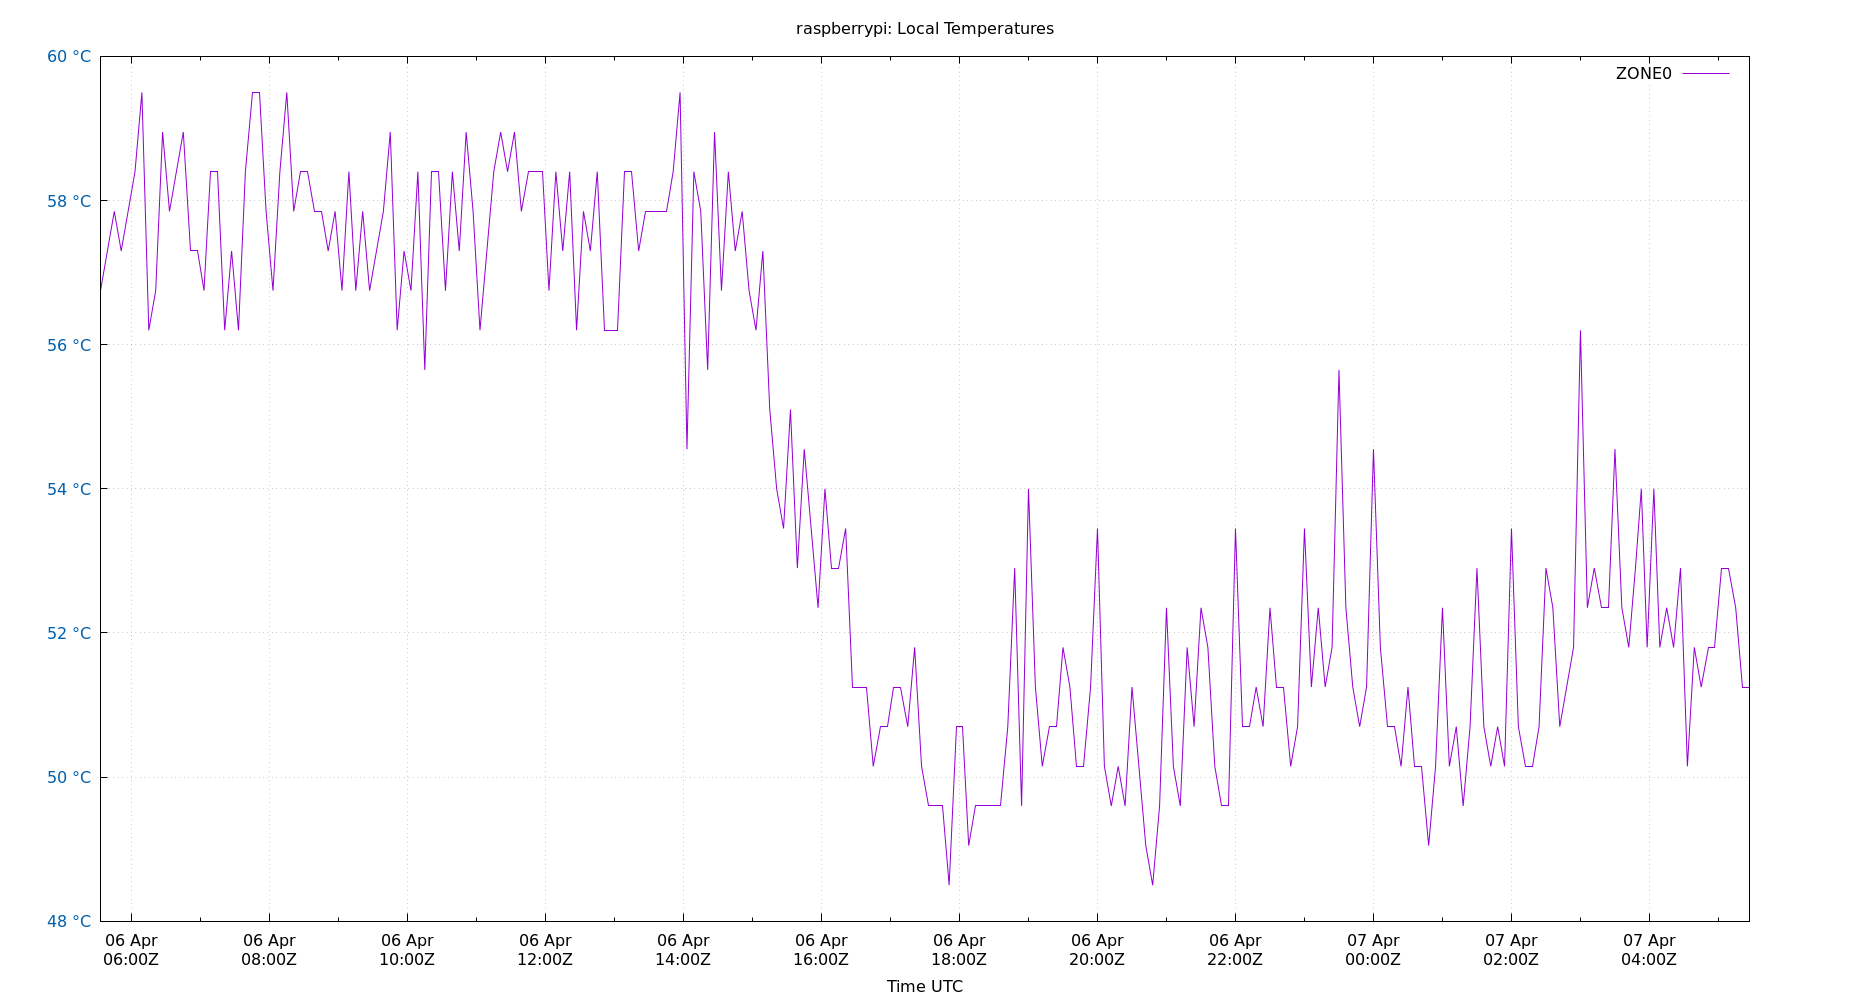 raspberrypi: Local Temperatures
60 °C
ZONE0
58 °C
56 °C
54 °C
52 °C
50 °C
48 °C
06 Apr 06 Apr 06 Apr 06 Apr 06 Apr 06 Apr 06 Apr 06 Apr 06 Apr 07 Apr 07 Apr 07 Apr
06:00Z 08:00Z 10:00Z 12:00Z 14:00Z 16:00Z 18:00Z 20:00Z 22:00Z 00:00Z 02:00Z 04:00Z
Time UTC